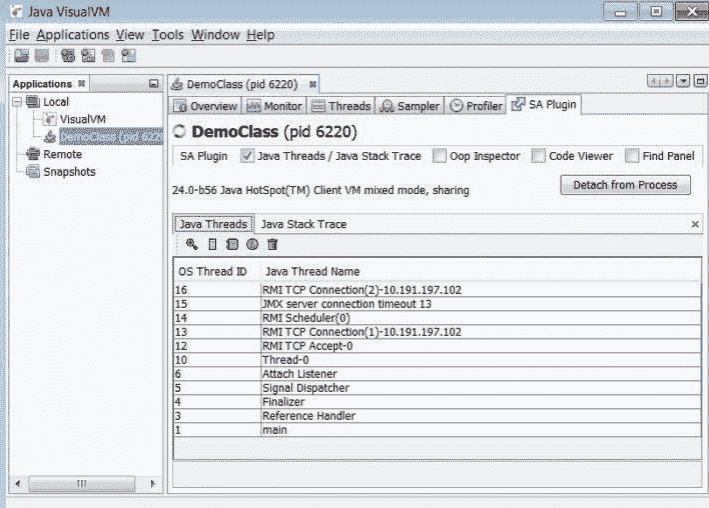 Java VisualVM
File Applications View Tools Window Help
Applications
DemoClass (pid 6220)
Local
VisualVM
DemoClass (pid 622
Remote
Snapshots
Overview Monitor Threads Sampler Profiler SA Plugin
DemoClass (pid 6220)
SA Plugin Java Threads / Java Stack Trace Oop Inspector Code Viewer Find Panel
24.0-b56 Java HotSpot(TM) Client VM mixed mode, sharing
Detach from Process
Java Threads Java Stack Trace
OS Thread ID Java Thread Name
16 RMI TCP Connection(2)-10.191.197.102
15 JMX server connection timeout 13
14 RMI Scheduler(0)
13 RMI TCP Connection(1)-10.191.197.102
12 RMI TCP Accept-0
10 Thread-0
6 Attach Listener
5 Signal Dispatcher
4 Finalizer
3 Reference Handler
1 main